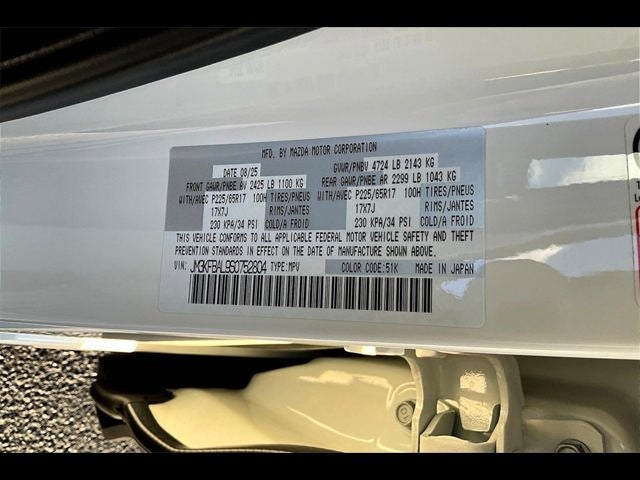 MFD. BY MAZDA MOTOR CORPORATION
DATE 08/25 GVWR/PNBV 4724 LB 2143 KG
FRONT GAWR/PNBE AV 2425 LB 1100 KG REAR GAWR/PNBE AR 2299 LB 1043 KG
WITH/AVEC P225/65R17 100H TIRES/PNEUS WITH/AVEC P225/65R17 100H TIRES/PNEUS
17X7J RIMS/JANTES 17X7J RIMS/JANTES
230 KPA/34 PSI COLD/A FROID 230 KPA/34 PSI COLD/A FROID
THIS VEHICLE CONFORMS TO ALL APPLICABLE FEDERAL MOTOR VEHICLE SAFETY AND THEFT
PREVENTION STANDARDS IN EFFECT ON THE DATE OF MANUFACTURE SHOWN ABOVE.
VIN: JM3KFBAL9S0752804 TYPE: MPV COLOR CODE: 51K MADE IN JAPAN